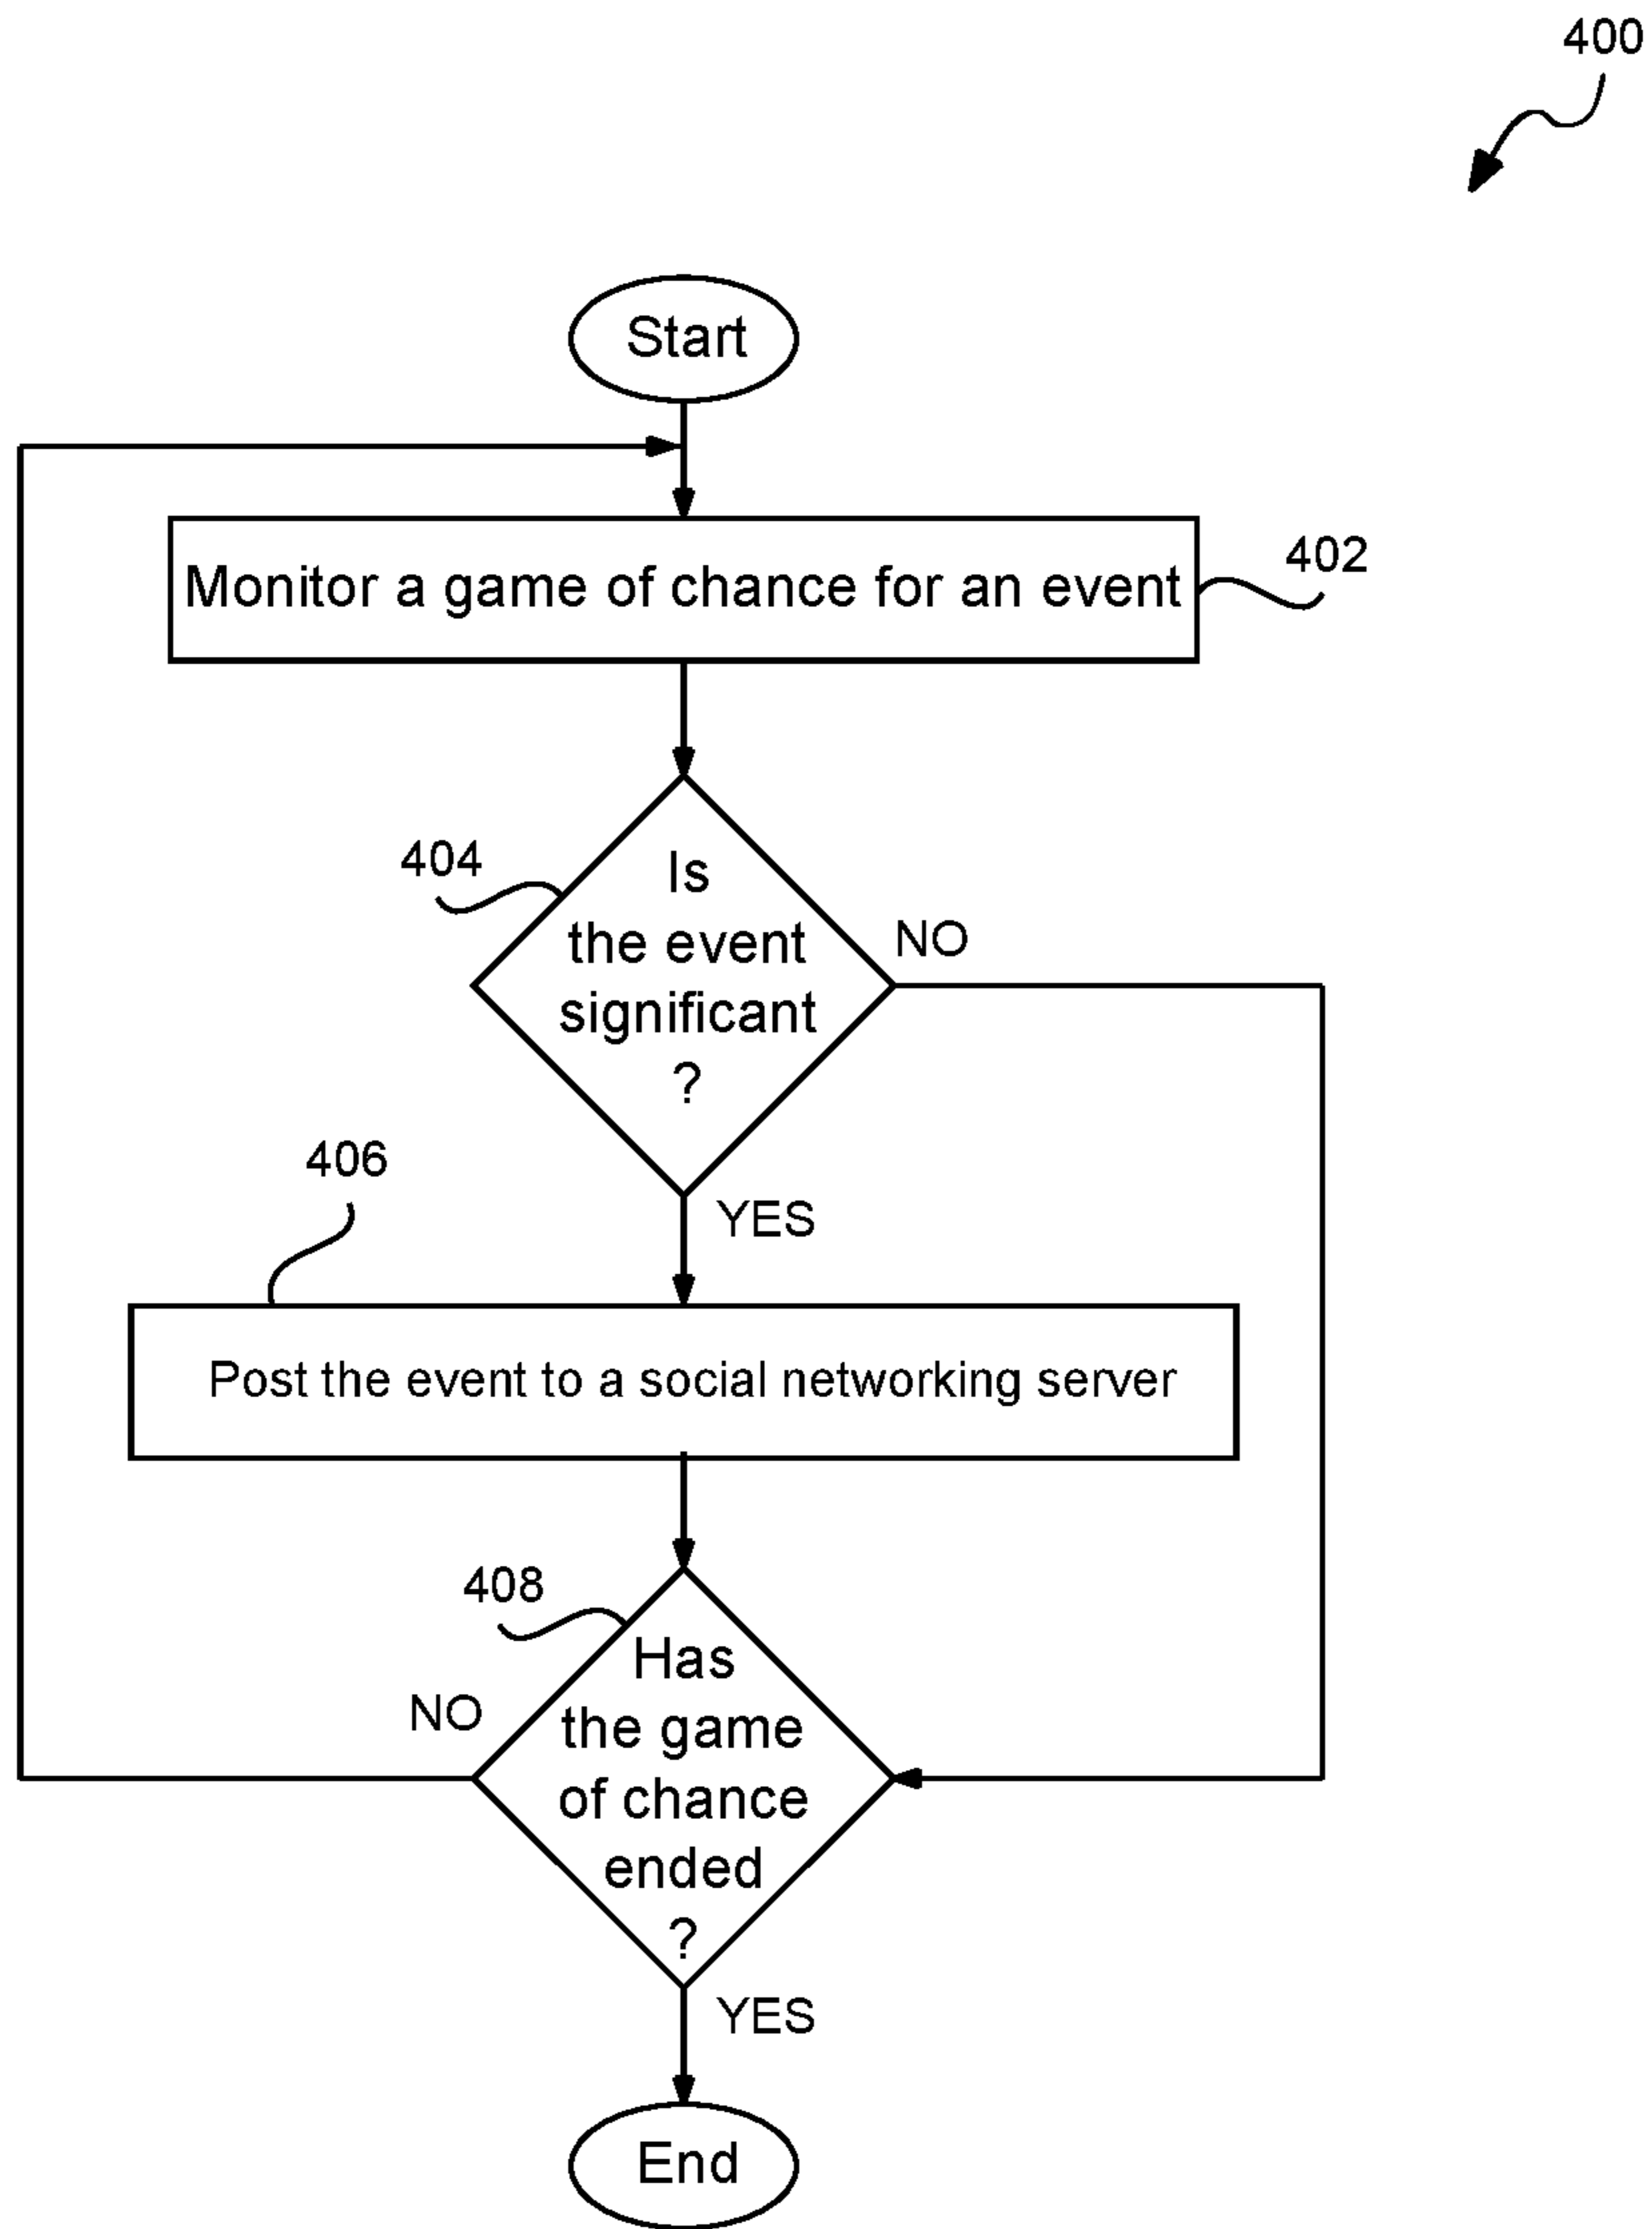 400
Start
Monitor a game of chance for an event
402
404
Is
the event
significant
?
NO
YES
406
Post the event to a social networking server
408
Has
the game
of chance
ended
?
NO
YES
End